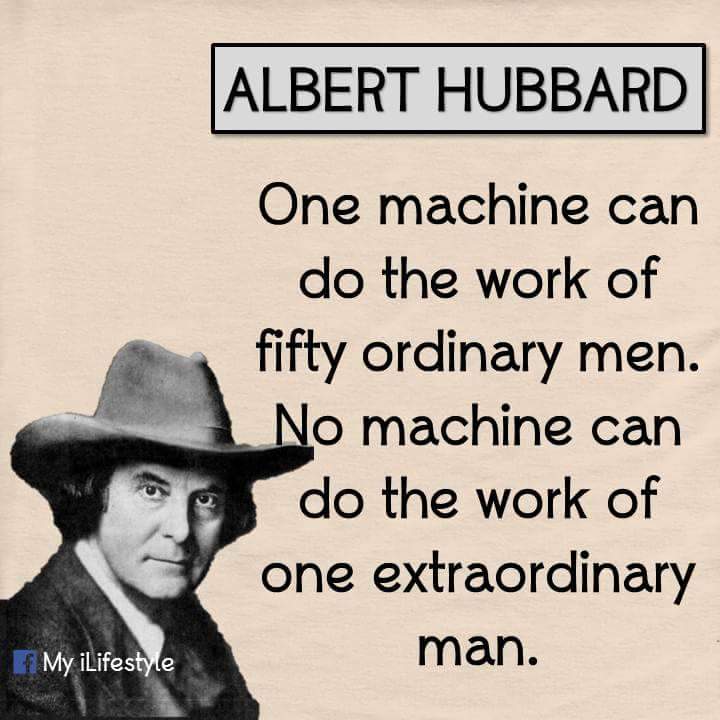 ALBERT HUBBARD
One machine can
do the work of
fifty ordinary men.
No machine can
do the work of
one extraordinary
man.
My iLifestyle